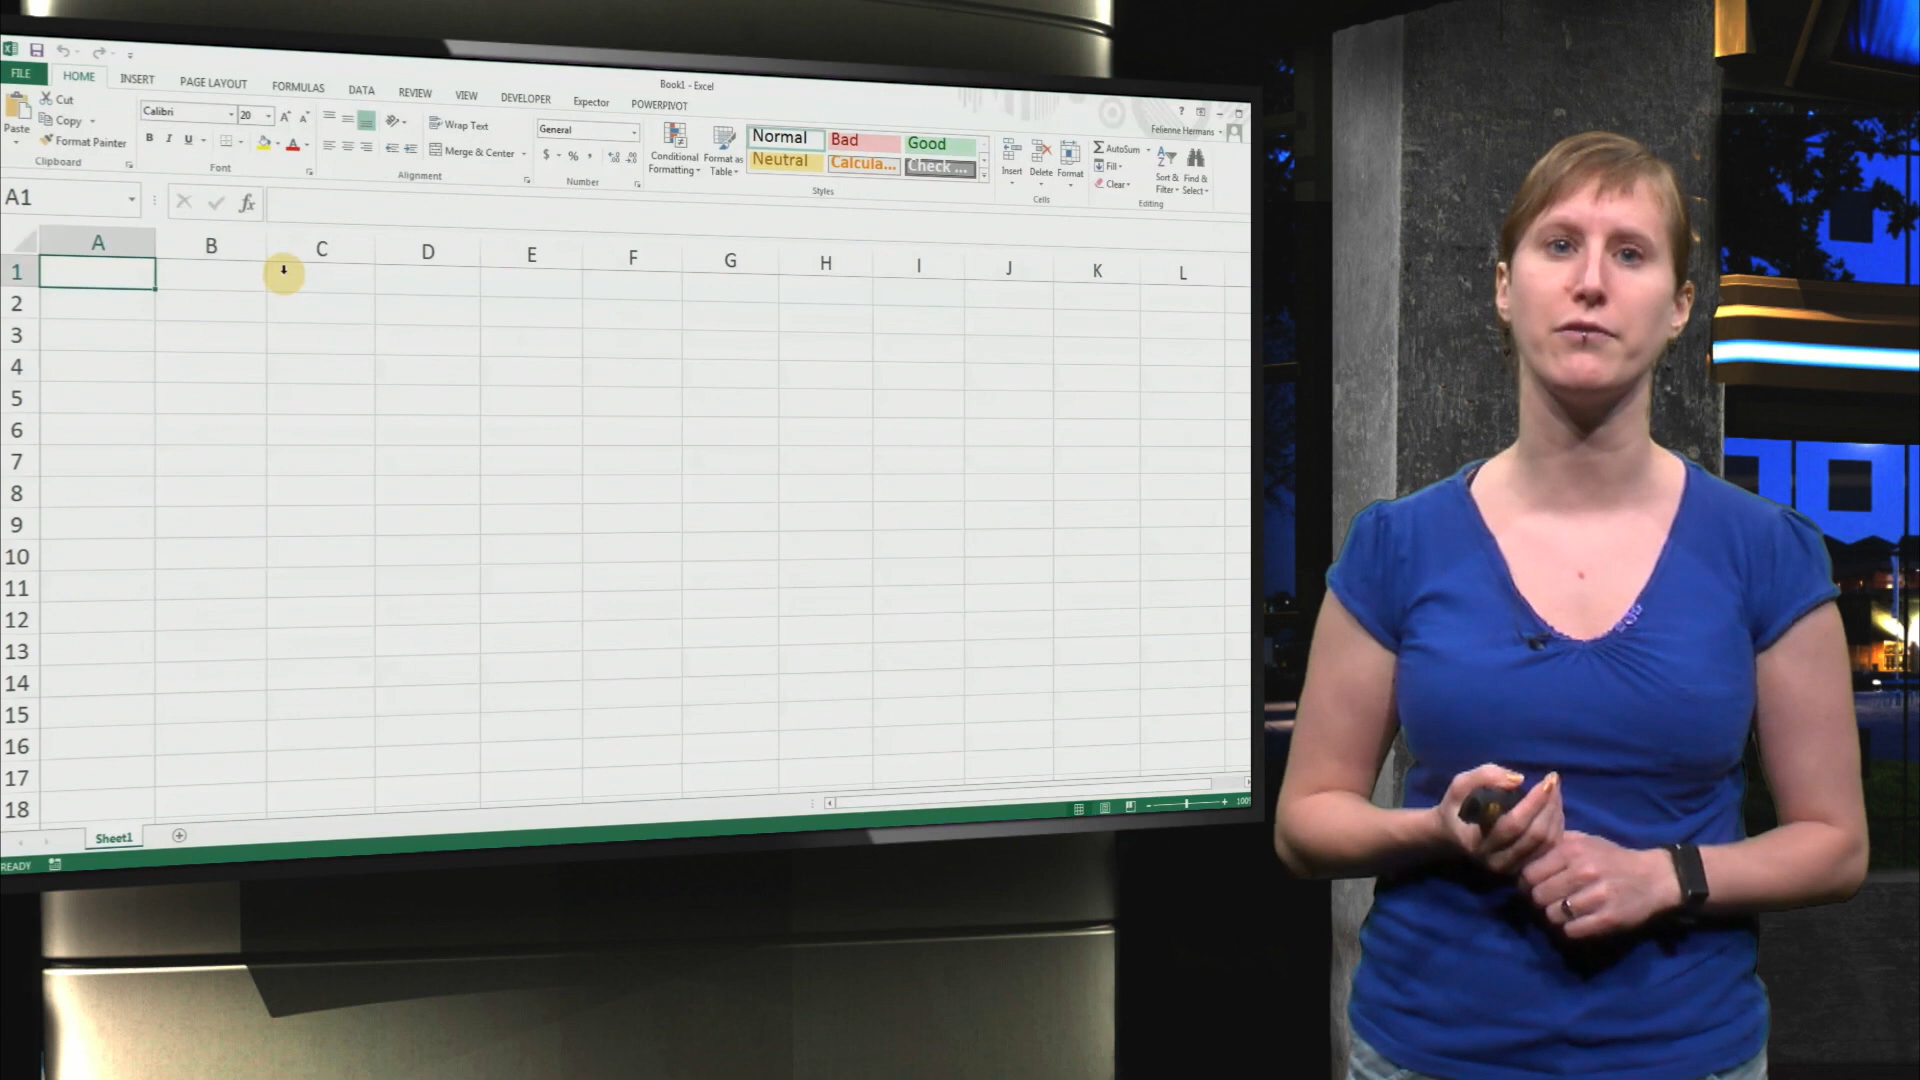 Book1 - Excel
FILE HOME INSERT PAGE LAYOUT FORMULAS DATA REVIEW VIEW DEVELOPER Expector POWERPIVOT
Felienne Hermans
Paste
Cut
Copy
Format Painter
Clipboard
Calibri 20
B I U
Font
Wrap Text
Merge & Center
Alignment
General
$ % ,
Number
Conditional Formatting
Format as Table
Normal Bad Good
Neutral Calcula... Check ...
Styles
Insert Delete Format
Cells
AutoSum
Fill
Clear
Sort & Filter
Find & Select
Editing
A1
fx
A B C D E F G H I J K L
1
2
3
4
5
6
7
8
9
10
11
12
13
14
15
16
17
18
Sheet1
READY
100%